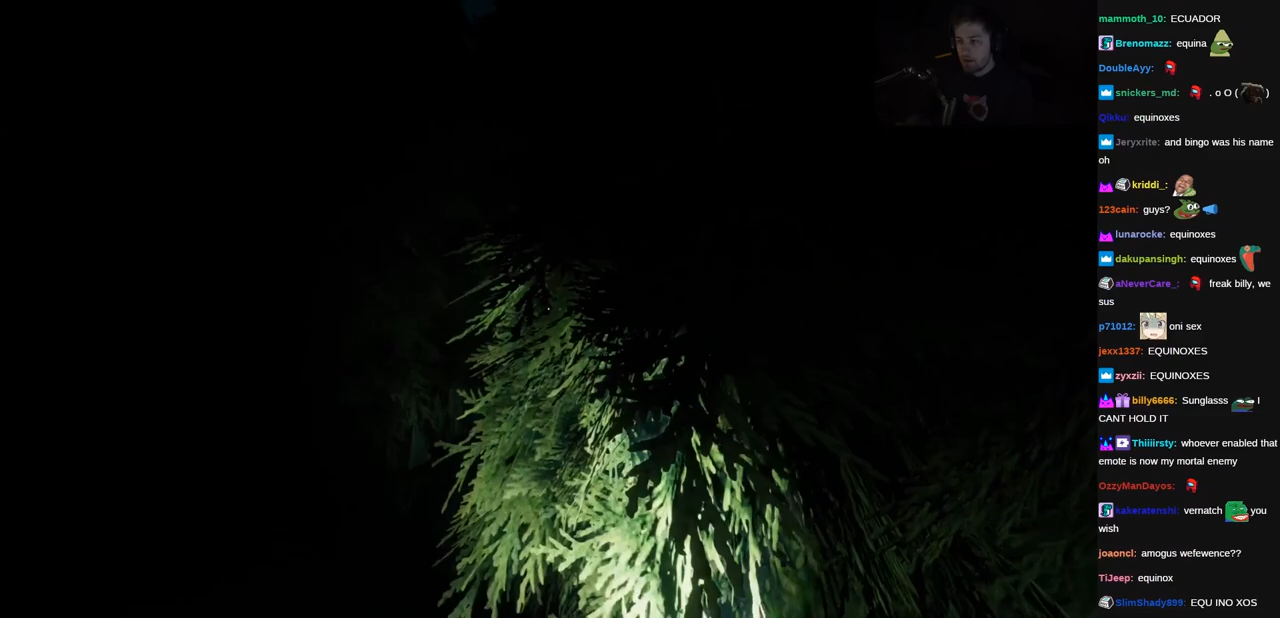 mammoth_10: ECUADOR
Brenomazz: equina
DoubleAyy:
snickers_md: . o O ( )
Qikku: equinoxes
Jeryxrite: and bingo was his name
oh
kriddi_:
123cain: guys?
lunarocke: equinoxes
dakupansingh: equinoxes
aNeverCare_: freak billy, we
sus
p71012: oni sex
jexx1337: EQUINOXES
zyxzii: EQUINOXES
billy6666: Sunglasss I
CANT HOLD IT
Thiiiirsty: whoever enabled that
emote is now my mortal enemy
OzzyManDayos:
kakeratenshi: vernatch you
wish
joaoncl: amogus wefewence??
TiJeep: equinox
SlimShady899: EQU INO XOS